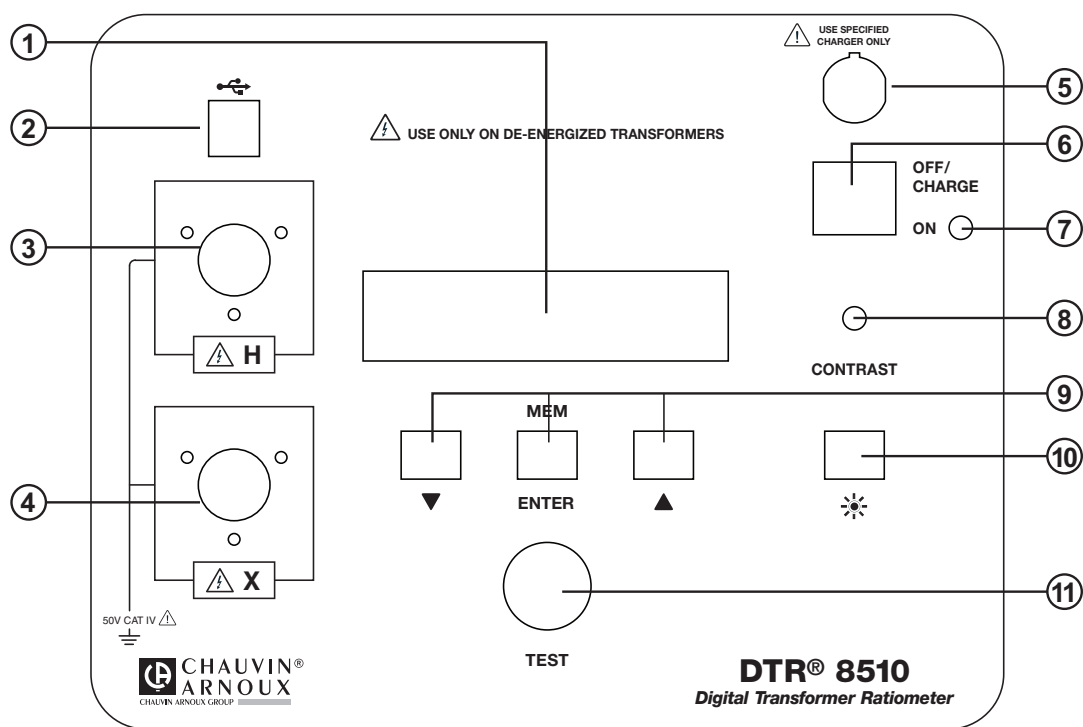 1
2
3
4
5
6
7
8
9
10
11
USE SPECIFIED
CHARGER ONLY
USE ONLY ON DE-ENERGIZED TRANSFORMERS
OFF/
CHARGE
ON
CONTRAST
H
X
MEM
ENTER
TEST
50V CAT IV
CHAUVIN®
ARNOUX
CHAUVIN ARNOUX GROUP
DTR® 8510
Digital Transformer Ratiometer